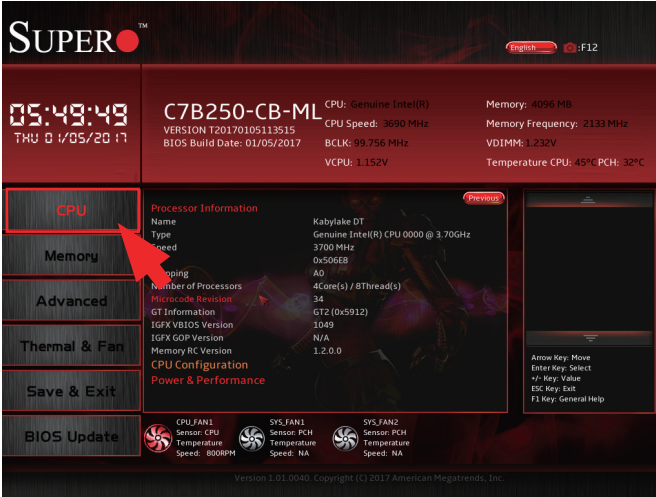 SUPER TM
English :F12
05:49:49
THU 01/05/2017
C7B250-CB-ML
VERSION T20170105113515
BIOS Build Date: 01/05/2017
CPU: Genuine Intel(R)
CPU Speed: 3690 MHz
BCLK: 99.756 MHz
VCPU: 1.152V
Memory: 4096 MB
Memory Frequency: 2133 MHz
VDIMM: 1.232V
Temperature CPU: 45°C PCH: 32°C
CPU
Memory
Advanced
Thermal & Fan
Save & Exit
BIOS Update
Previous
Processor Information
Name Kabylake DT
Type Genuine Intel(R) CPU 0000 @ 3.70GHz
Speed 3700 MHz
0x506E8
A0
Number of Processors 4Core(s) / 8Thread(s)
Microcode Revision 34
GT Information GT2 (0x5912)
IGFX VBIOS Version 1049
IGFX GOP Version N/A
Memory RC Version 1.2.0.0
CPU Configuration
Power & Performance
Arrow Key: Move
Enter Key: Select
+/- Key: Value
ESC Key: Exit
F1 Key: General Help
CPU_FAN1
Sensor: CPU
Temperature
Speed: 800RPM
SYS_FAN1
Sensor: PCH
Temperature
Speed: NA
SYS_FAN2
Sensor: PCH
Temperature
Speed: NA
Version 1.01.0040. Copyright (C) 2017 American Megatrends, Inc.